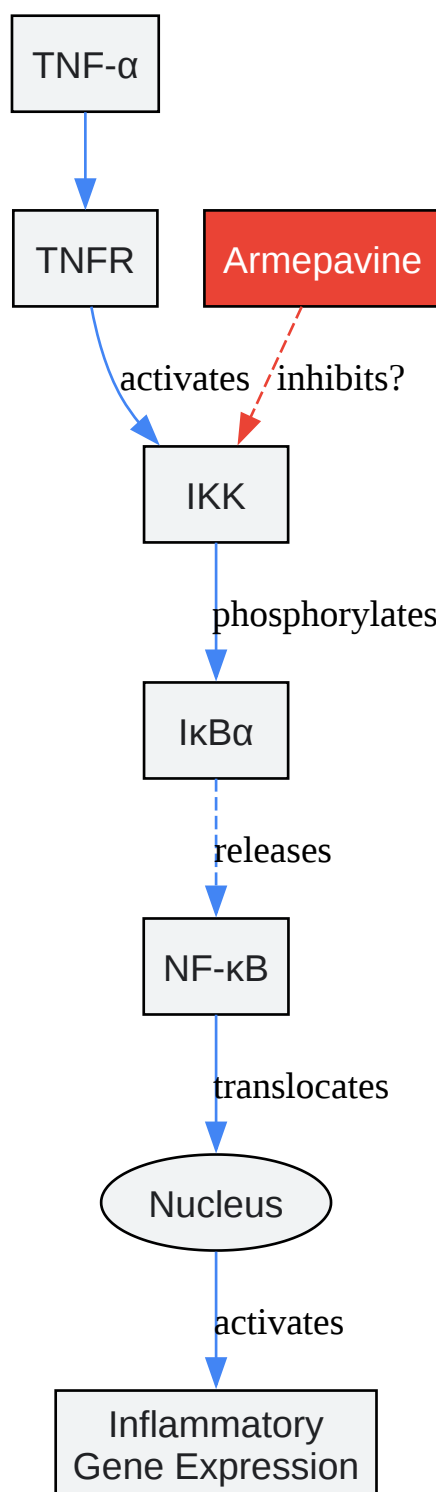 TNF-α
TNFR
Armepavine
activates
inhibits?
IKK
phosphorylates
IκBα
releases
NF-κB
translocates
Nucleus
activates
Inflammatory
Gene Expression